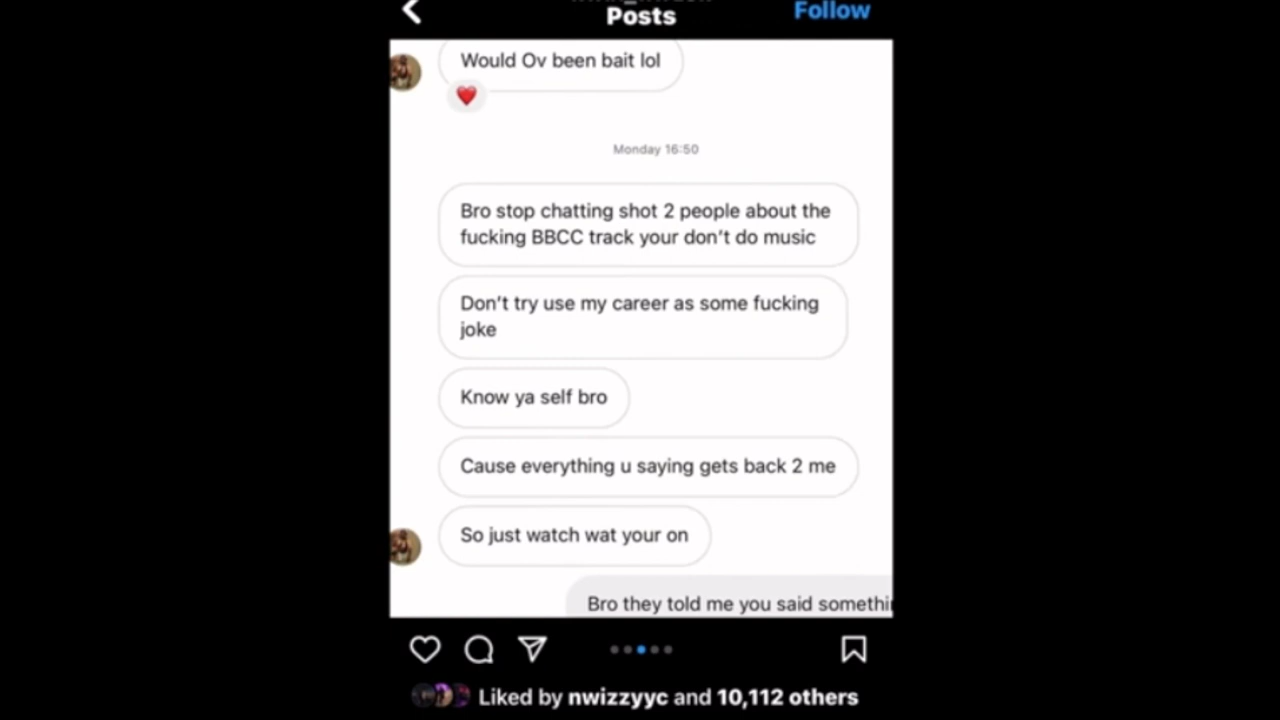 Posts
Follow
Would Ov been bait lol
Monday 16:50
Bro stop chatting shot 2 people about the
fucking BBCC track your don't do music
Don't try use my career as some fucking
joke
Know ya self bro
Cause everything u saying gets back 2 me
So just watch wat your on
Bro they told me you said
Liked by nwizzyyc and 10,112 others